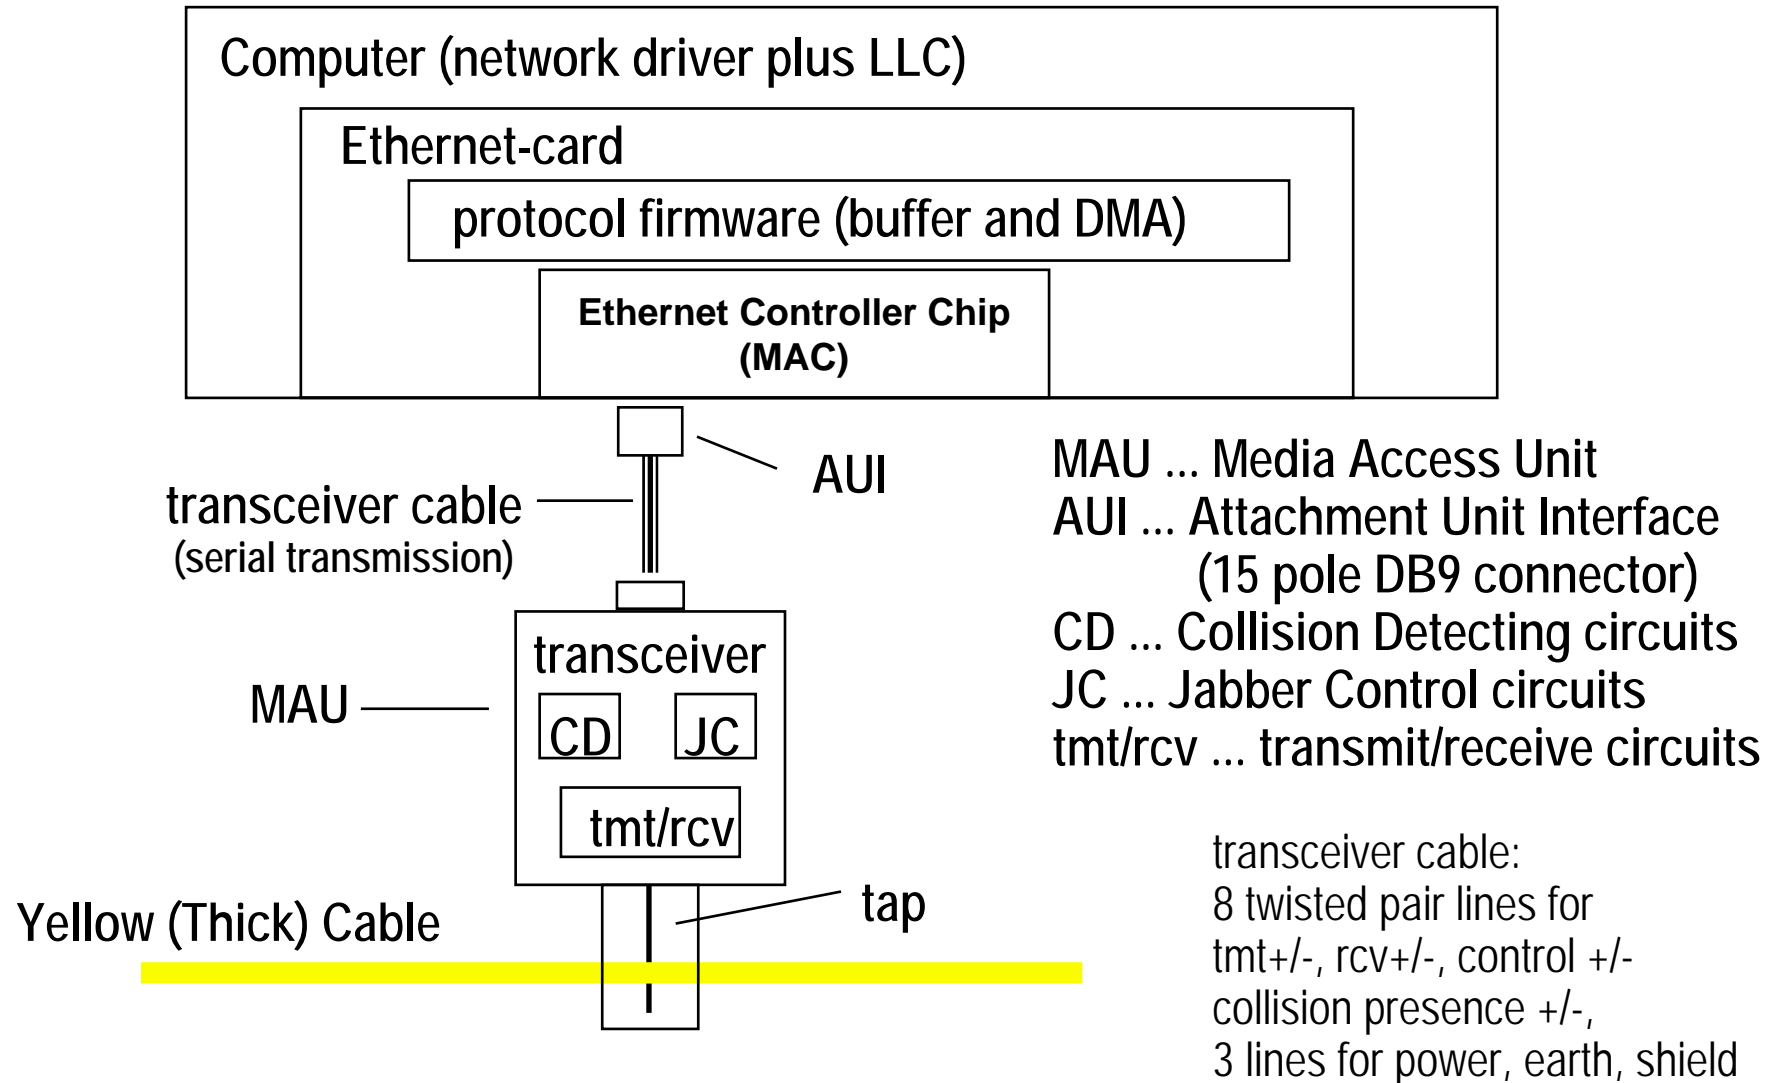 Computer (network driver plus LLC)
Ethernet-card
protocol firmware (buffer and DMA)
Ethernet Controller Chip
(MAC)
AUI
transceiver cable
(serial transmission)
transceiver
MAU
CD
JC
tmt/rcv
tap
Yellow (Thick) Cable
MAU ... Media Access Unit
AUI ... Attachment Unit Interface
(15 pole DB9 connector)
CD ... Collision Detecting circuits
JC ... Jabber Control circuits
tmt/rcv ... transmit/receive circuits
transceiver cable:
8 twisted pair lines for
tmt+/-, rcv+/-, control +/-
collision presence +/-,
3 lines for power, earth, shield